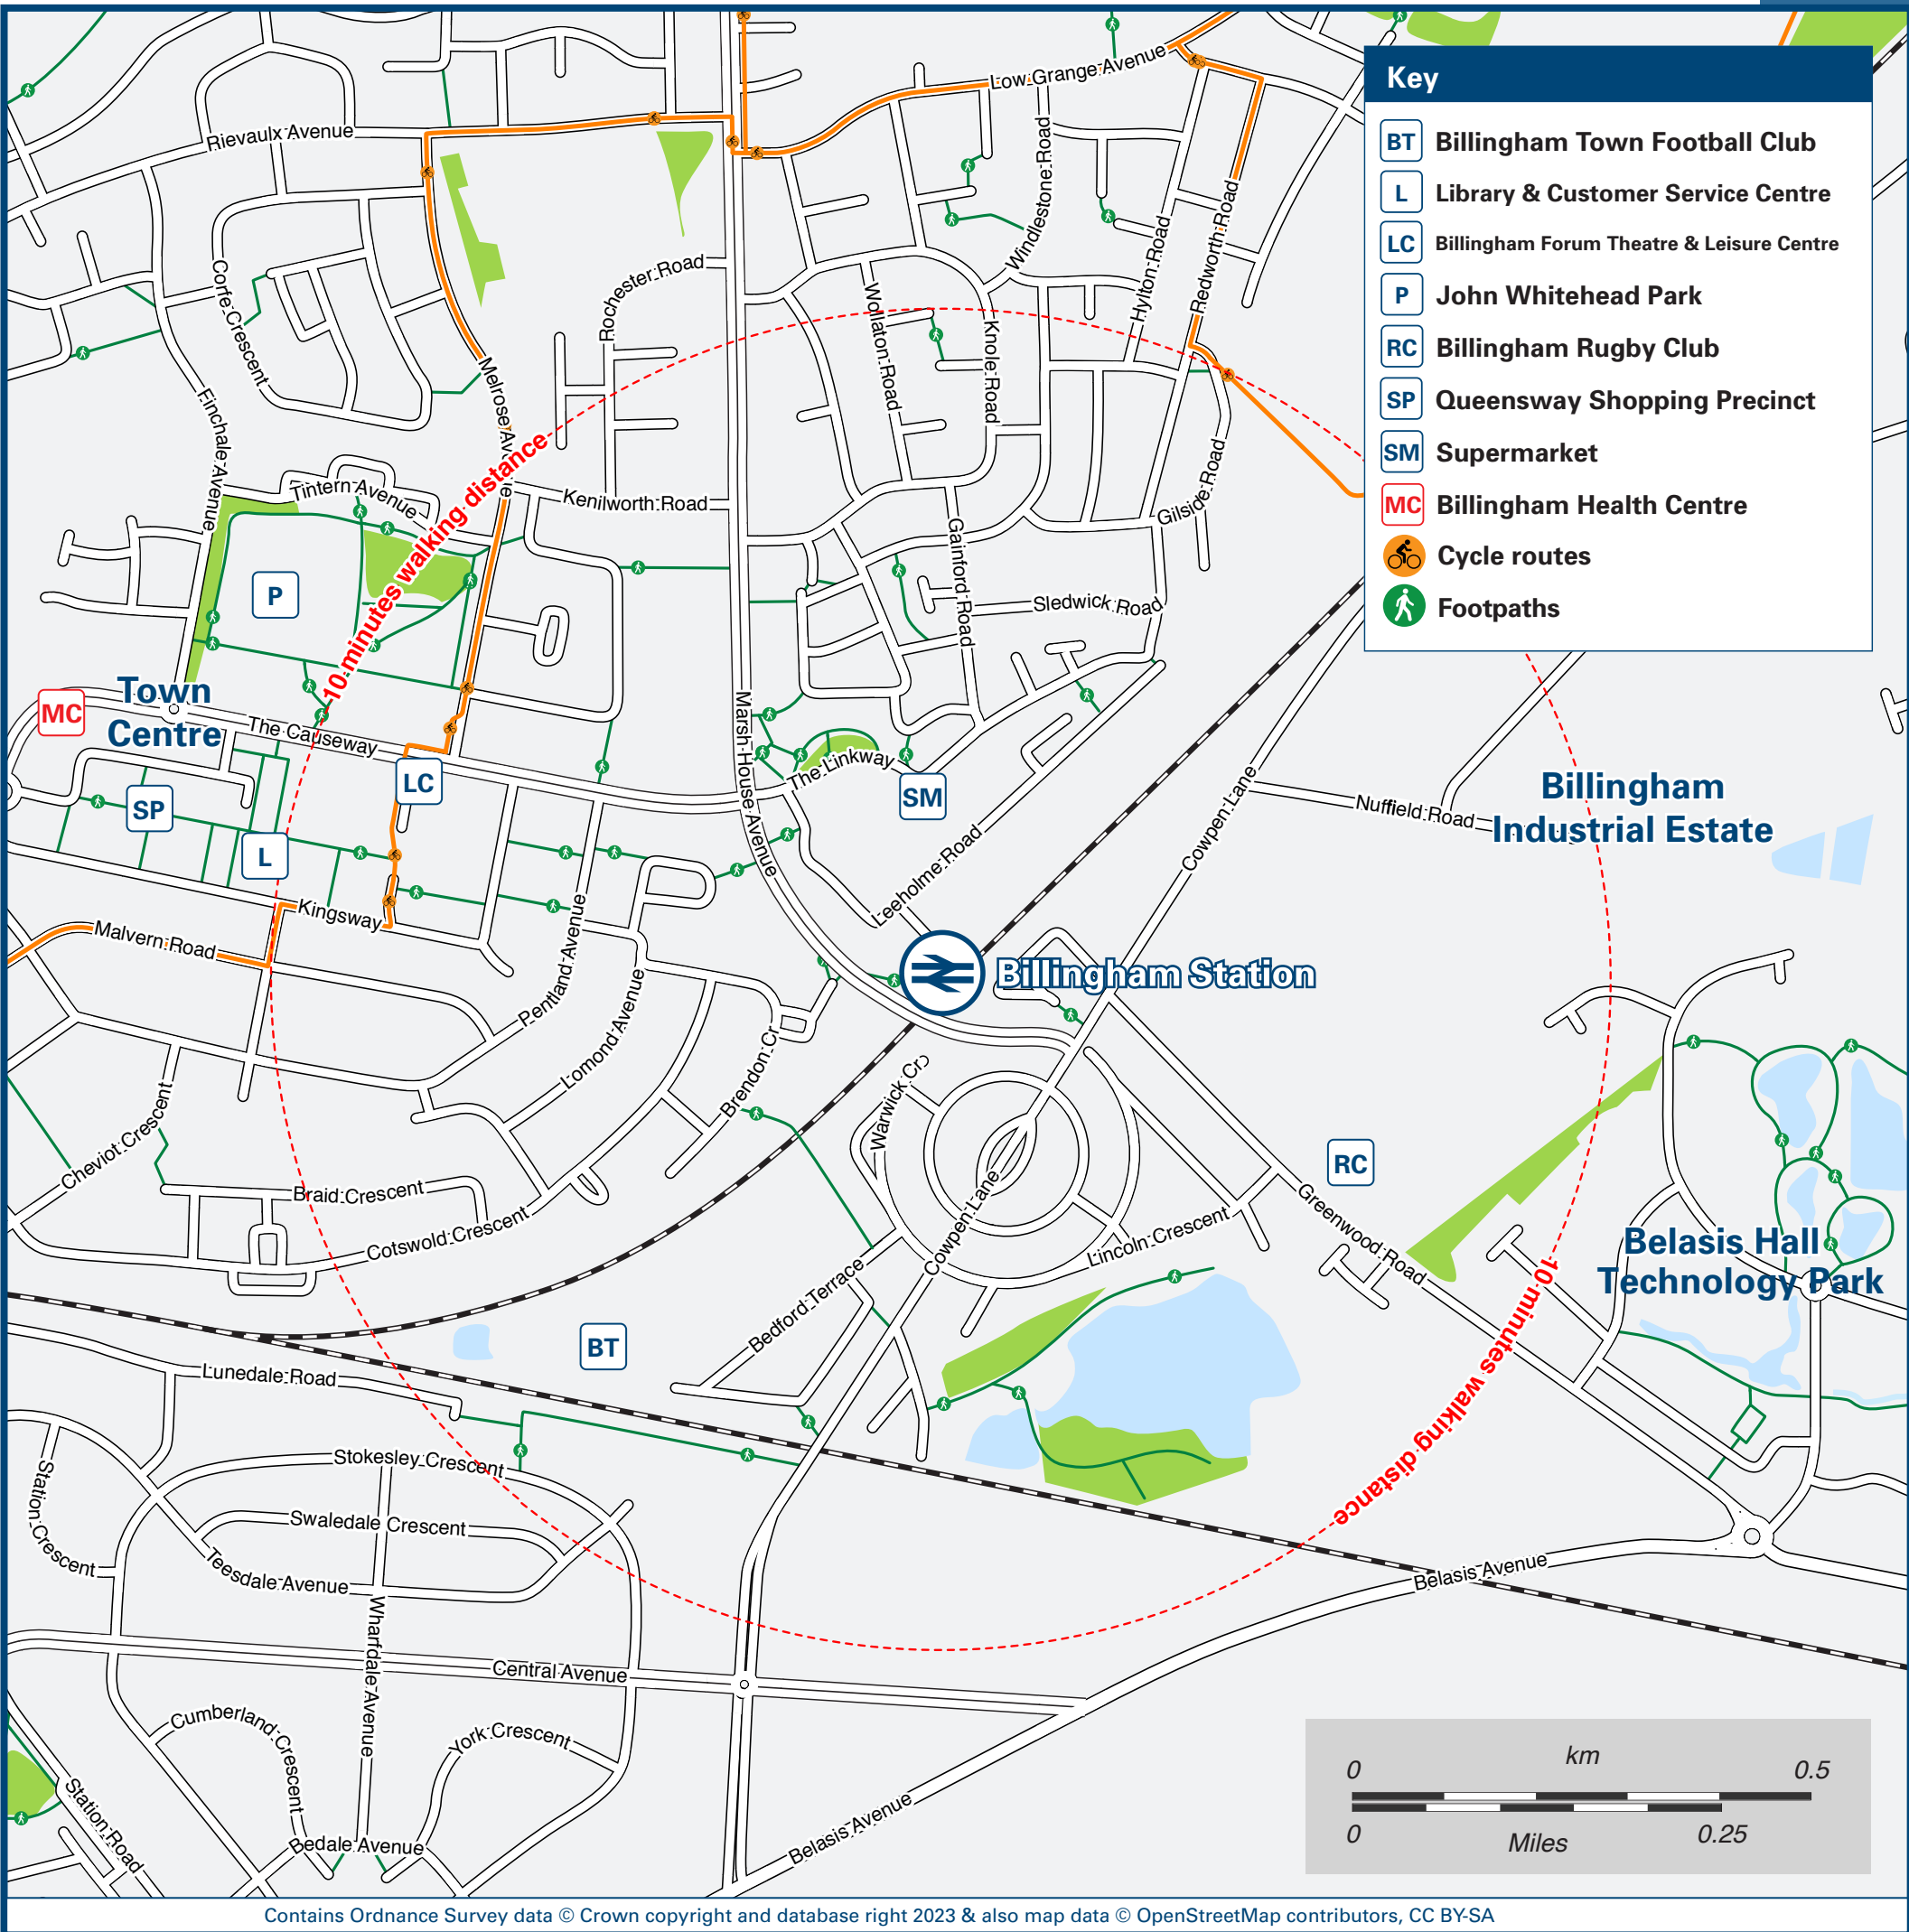 Low Grange Avenue
Rievaulx Avenue
Windlestone Road
Hylton Road
Redworth Road
Rochester Road
Corfe Crescent
Wollaton Road
Knole Road
Melrose Avenue
Finchale Avenue
10 minutes walking distance
Tintern Avenue
Kenilworth Road
Gilside Road
Gainford Road
Sledwick Road
P
MC
Town
Centre
The Causeway
Marsh House Avenue
The Linkway
LC
SP
SM
L
Cowpen Lane
Nuffield Road
Billingham
Industrial Estate
Leeholme Road
Kingsway
Malvern Road
Pentland Avenue
Billingham Station
Lomond Avenue
Brendon Cr
Warwick Cr
Cheviot Crescent
RC
Braid Crescent
Cotswold Crescent
Cowpen Lane
Lincoln Crescent
Greenwood Road
Belasis Hall
Technology Park
Bedford Terrace
BT
10 minutes walking distance
Lunedale Road
Stokesley Crescent
Station Crescent
Swaledale Crescent
Teesdale Avenue
Wharfdale Avenue
Belasis Avenue
Central Avenue
Cumberland Crescent
York Crescent
Station Road
Bedale Avenue
Belasis Avenue
Key
BT Billingham Town Football Club
L Library & Customer Service Centre
LC Billingham Forum Theatre & Leisure Centre
P John Whitehead Park
RC Billingham Rugby Club
SP Queensway Shopping Precinct
SM Supermarket
MC Billingham Health Centre
Cycle routes
Footpaths
km
0 0.5
0 Miles 0.25
Contains Ordnance Survey data © Crown copyright and database right 2023 & also map data © OpenStreetMap contributors, CC BY-SA